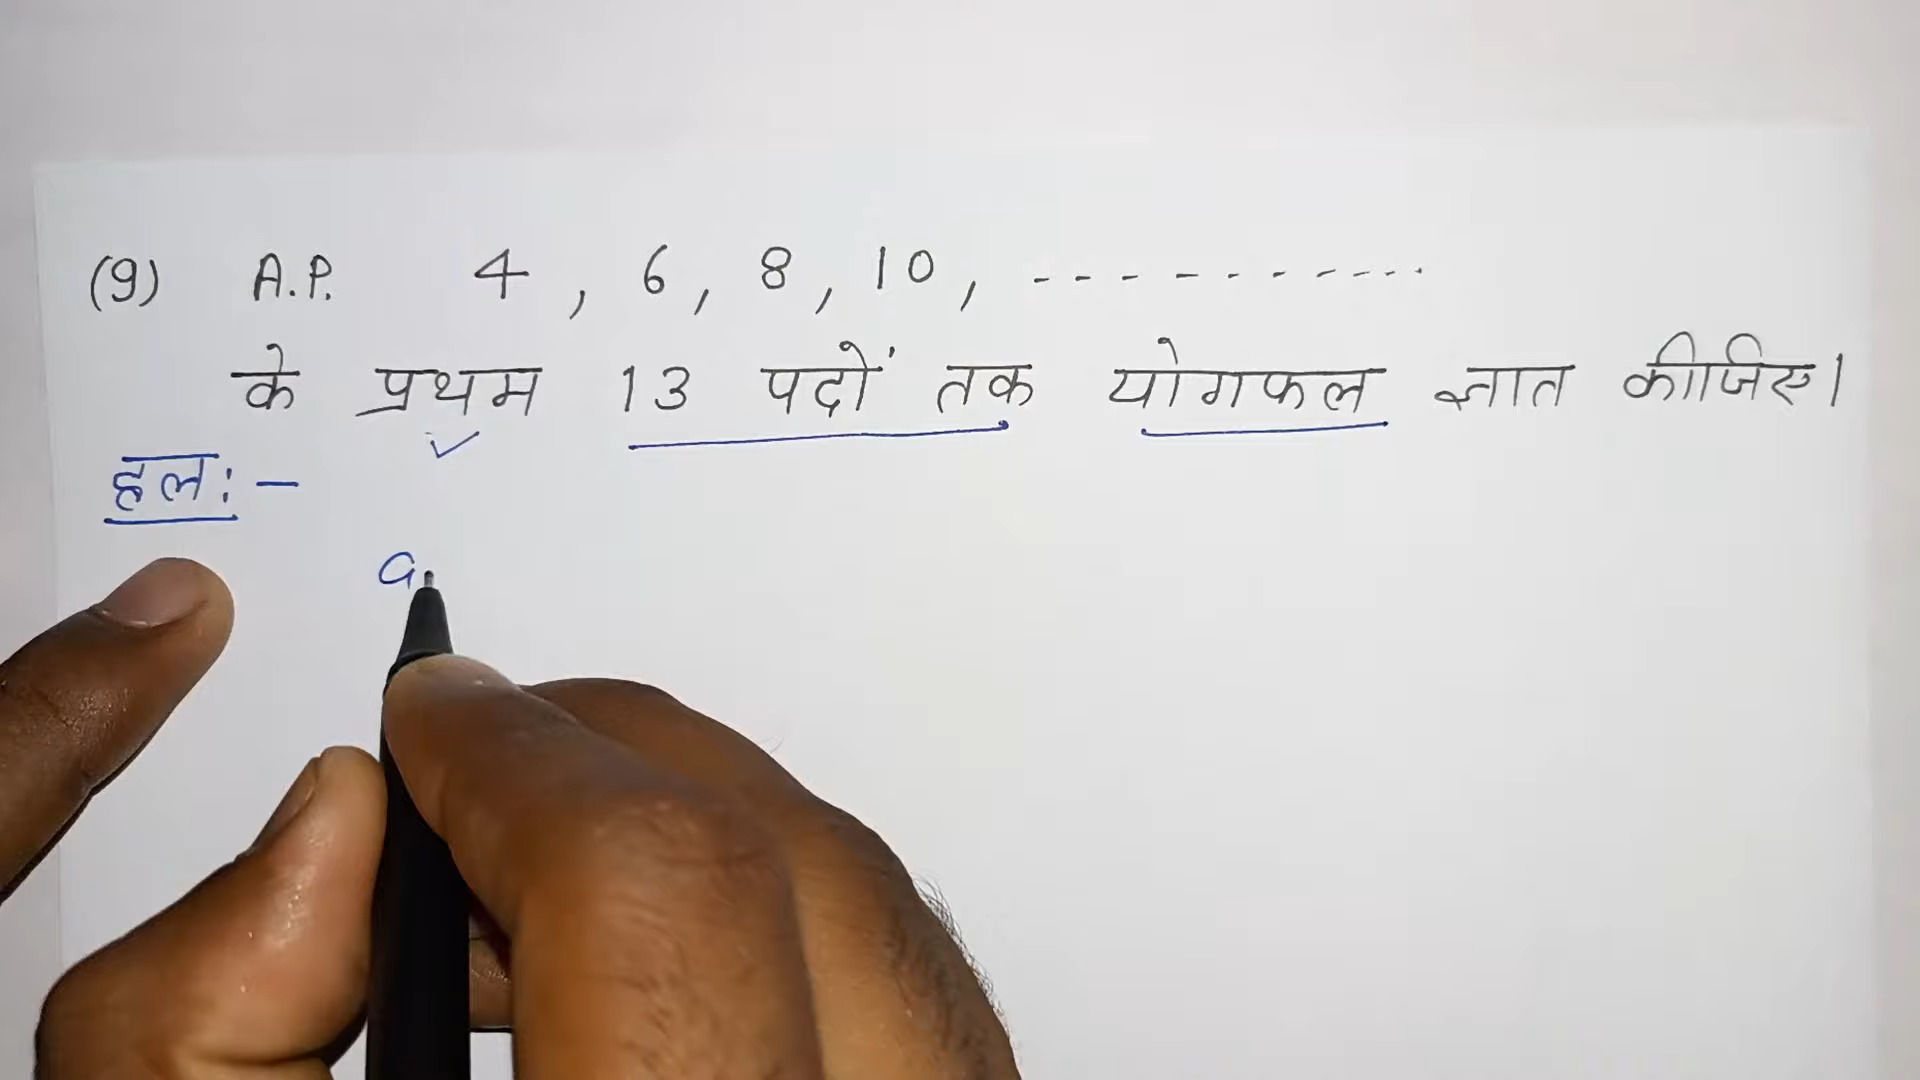 (9) A.P. 4 , 6 , 8 , 10 , - - - - - - - - - - - -
के प्रथम 13 पदों तक योगफल ज्ञात कीजिए।
हल: -
a